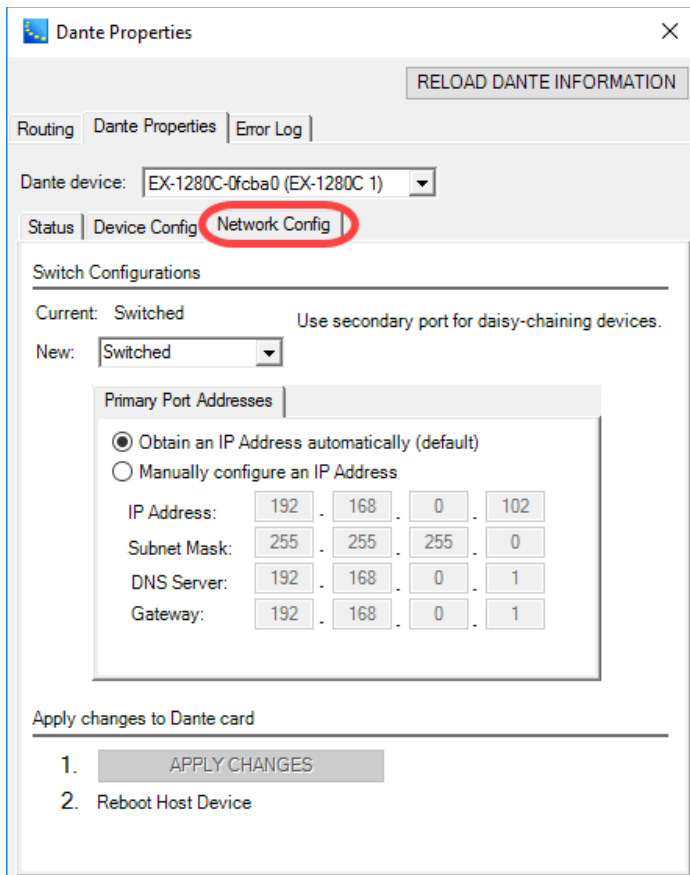 Dante Properties
RELOAD DANTE INFORMATION
Routing Dante Properties Error Log
Dante device: EX-1280C-0fcba0 (EX-1280C 1)
Status Device Config Network Config
Switch Configurations
Current: Switched
Use secondary port for daisy-chaining devices.
New: Switched
Primary Port Addresses
Obtain an IP Address automatically (default)
Manually configure an IP Address
IP Address: 192 . 168 . 0 . 102
Subnet Mask: 255 . 255 . 255 . 0
DNS Server: 192 . 168 . 0 . 1
Gateway: 192 . 168 . 0 . 1
Apply changes to Dante card
1. APPLY CHANGES
2. Reboot Host Device